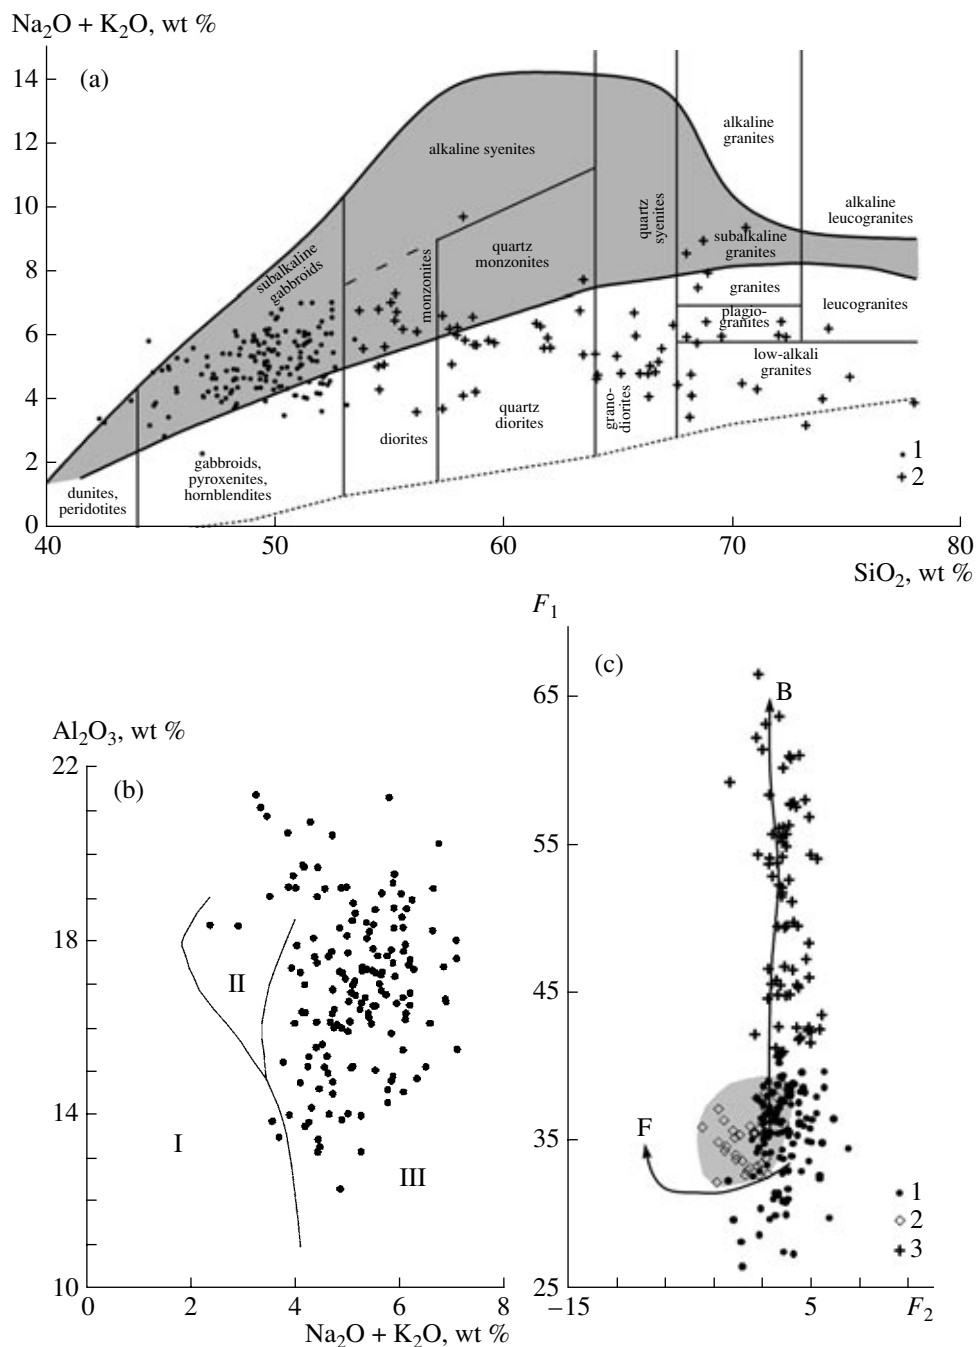 Na2O + K2O, wt %
(a)
14
12
10
8
6
4
2
0
40
50
60
70
80
SiO2, wt %
alkaline syenites
alkaline
granites
alkaline
leucogranites
subalkaline
gabbroids
monzonites
quartz
monzonites
quartz
syenites
subalkaline
granites
granites
plagio-
granites
leucogranites
low-alkali
granites
dunites,
peridotites
gabbroids,
pyroxenites,
hornblendites
diorites
quartz
diorites
grano-
diorites
1
2
Al2O3, wt %
(b)
22
18
14
10
0
2
4
6
8
Na2O + K2O, wt %
I
II
III
F1
(c)
65
55
45
35
25
−15
5
F2
B
F
1
2
3